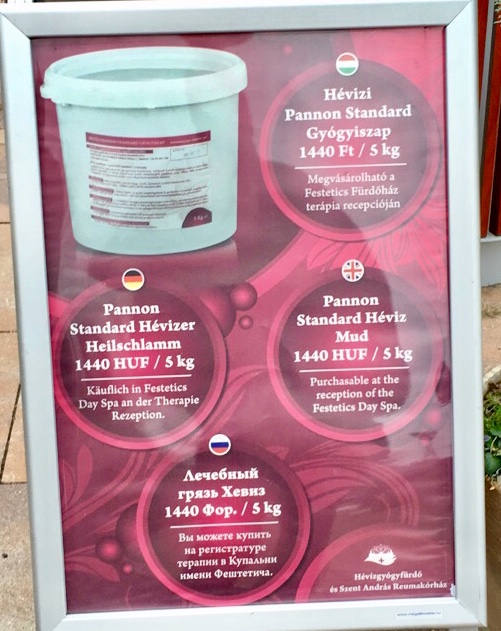 Hévizi
Pannon Standard
Gyógyiszap
1440 Ft / 5 kg
Megvásárolható a
Festetics Fürdőház
terápia recepcióján
Pannon
Standard Hévizer
Heilschlamm
1440 HUF / 5 kg
Käuflich in Festetics
Day Spa an der Therapie
Rezeption.
Pannon
Standard Héviz
Mud
1440 HUF / 5 kg
Purchasable at the
reception of the
Festetics Day Spa.
Лечебный
грязь Хевиз
1440 Фор. / 5 kg
Вы можете купить
на регистратуре
терапии в Купальни
имени Фештетича.
Hévízgyógyfürdő
és Szent András Reumakórház